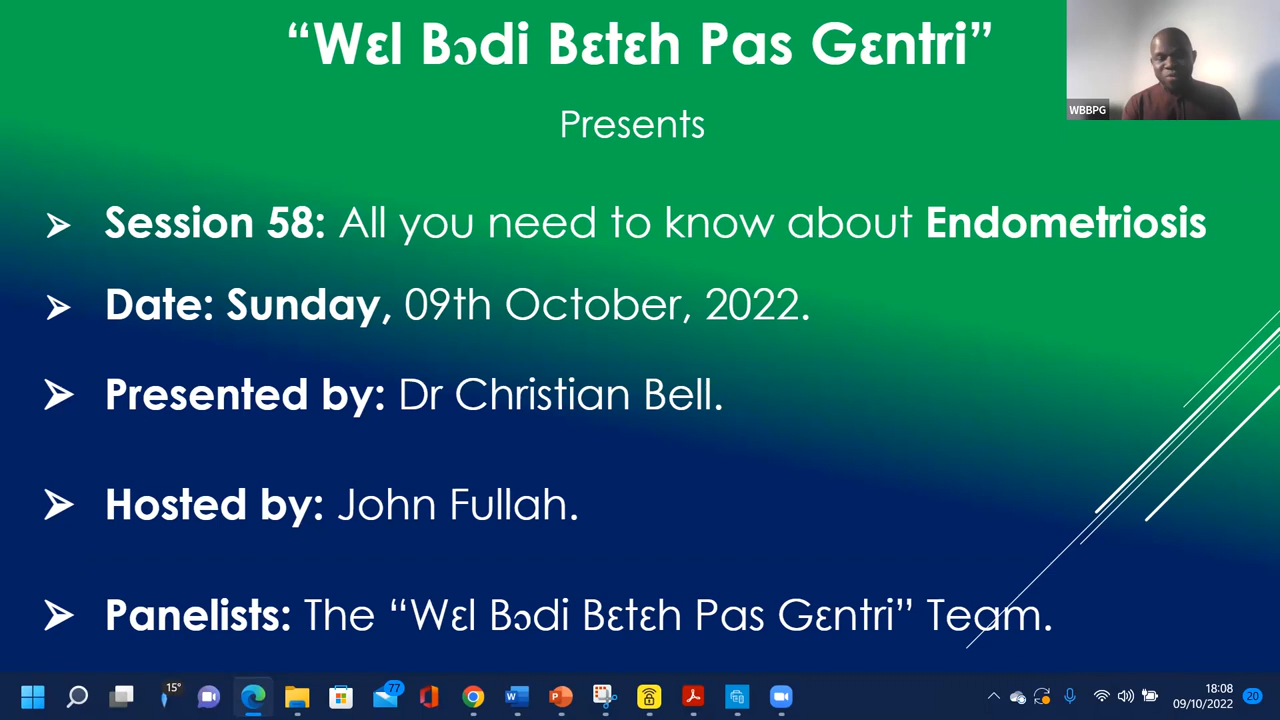 “Wɛl Bɔdi Bɛtɛh Pas Gɛntri”
WBBPG
Presents
Session 58: All you need to know about Endometriosis
Date: Sunday, 09th October, 2022.
Presented by: Dr Christian Bell.
Hosted by: John Fullah.
Panelists: The “Wɛl Bɔdi Bɛtɛh Pas Gɛntri” Team.
15°
77
18:08
09/10/2022
20